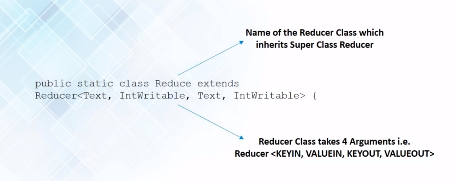 Name of the Reducer Class which
inherits Super Class Reducer
public static class Reduce extends
Reducer<Text, IntWritable, Text, IntWritable> {
Reducer Class takes 4 Arguments i.e.
Reducer <KEYIN, VALUEIN, KEYOUT, VALUEOUT>